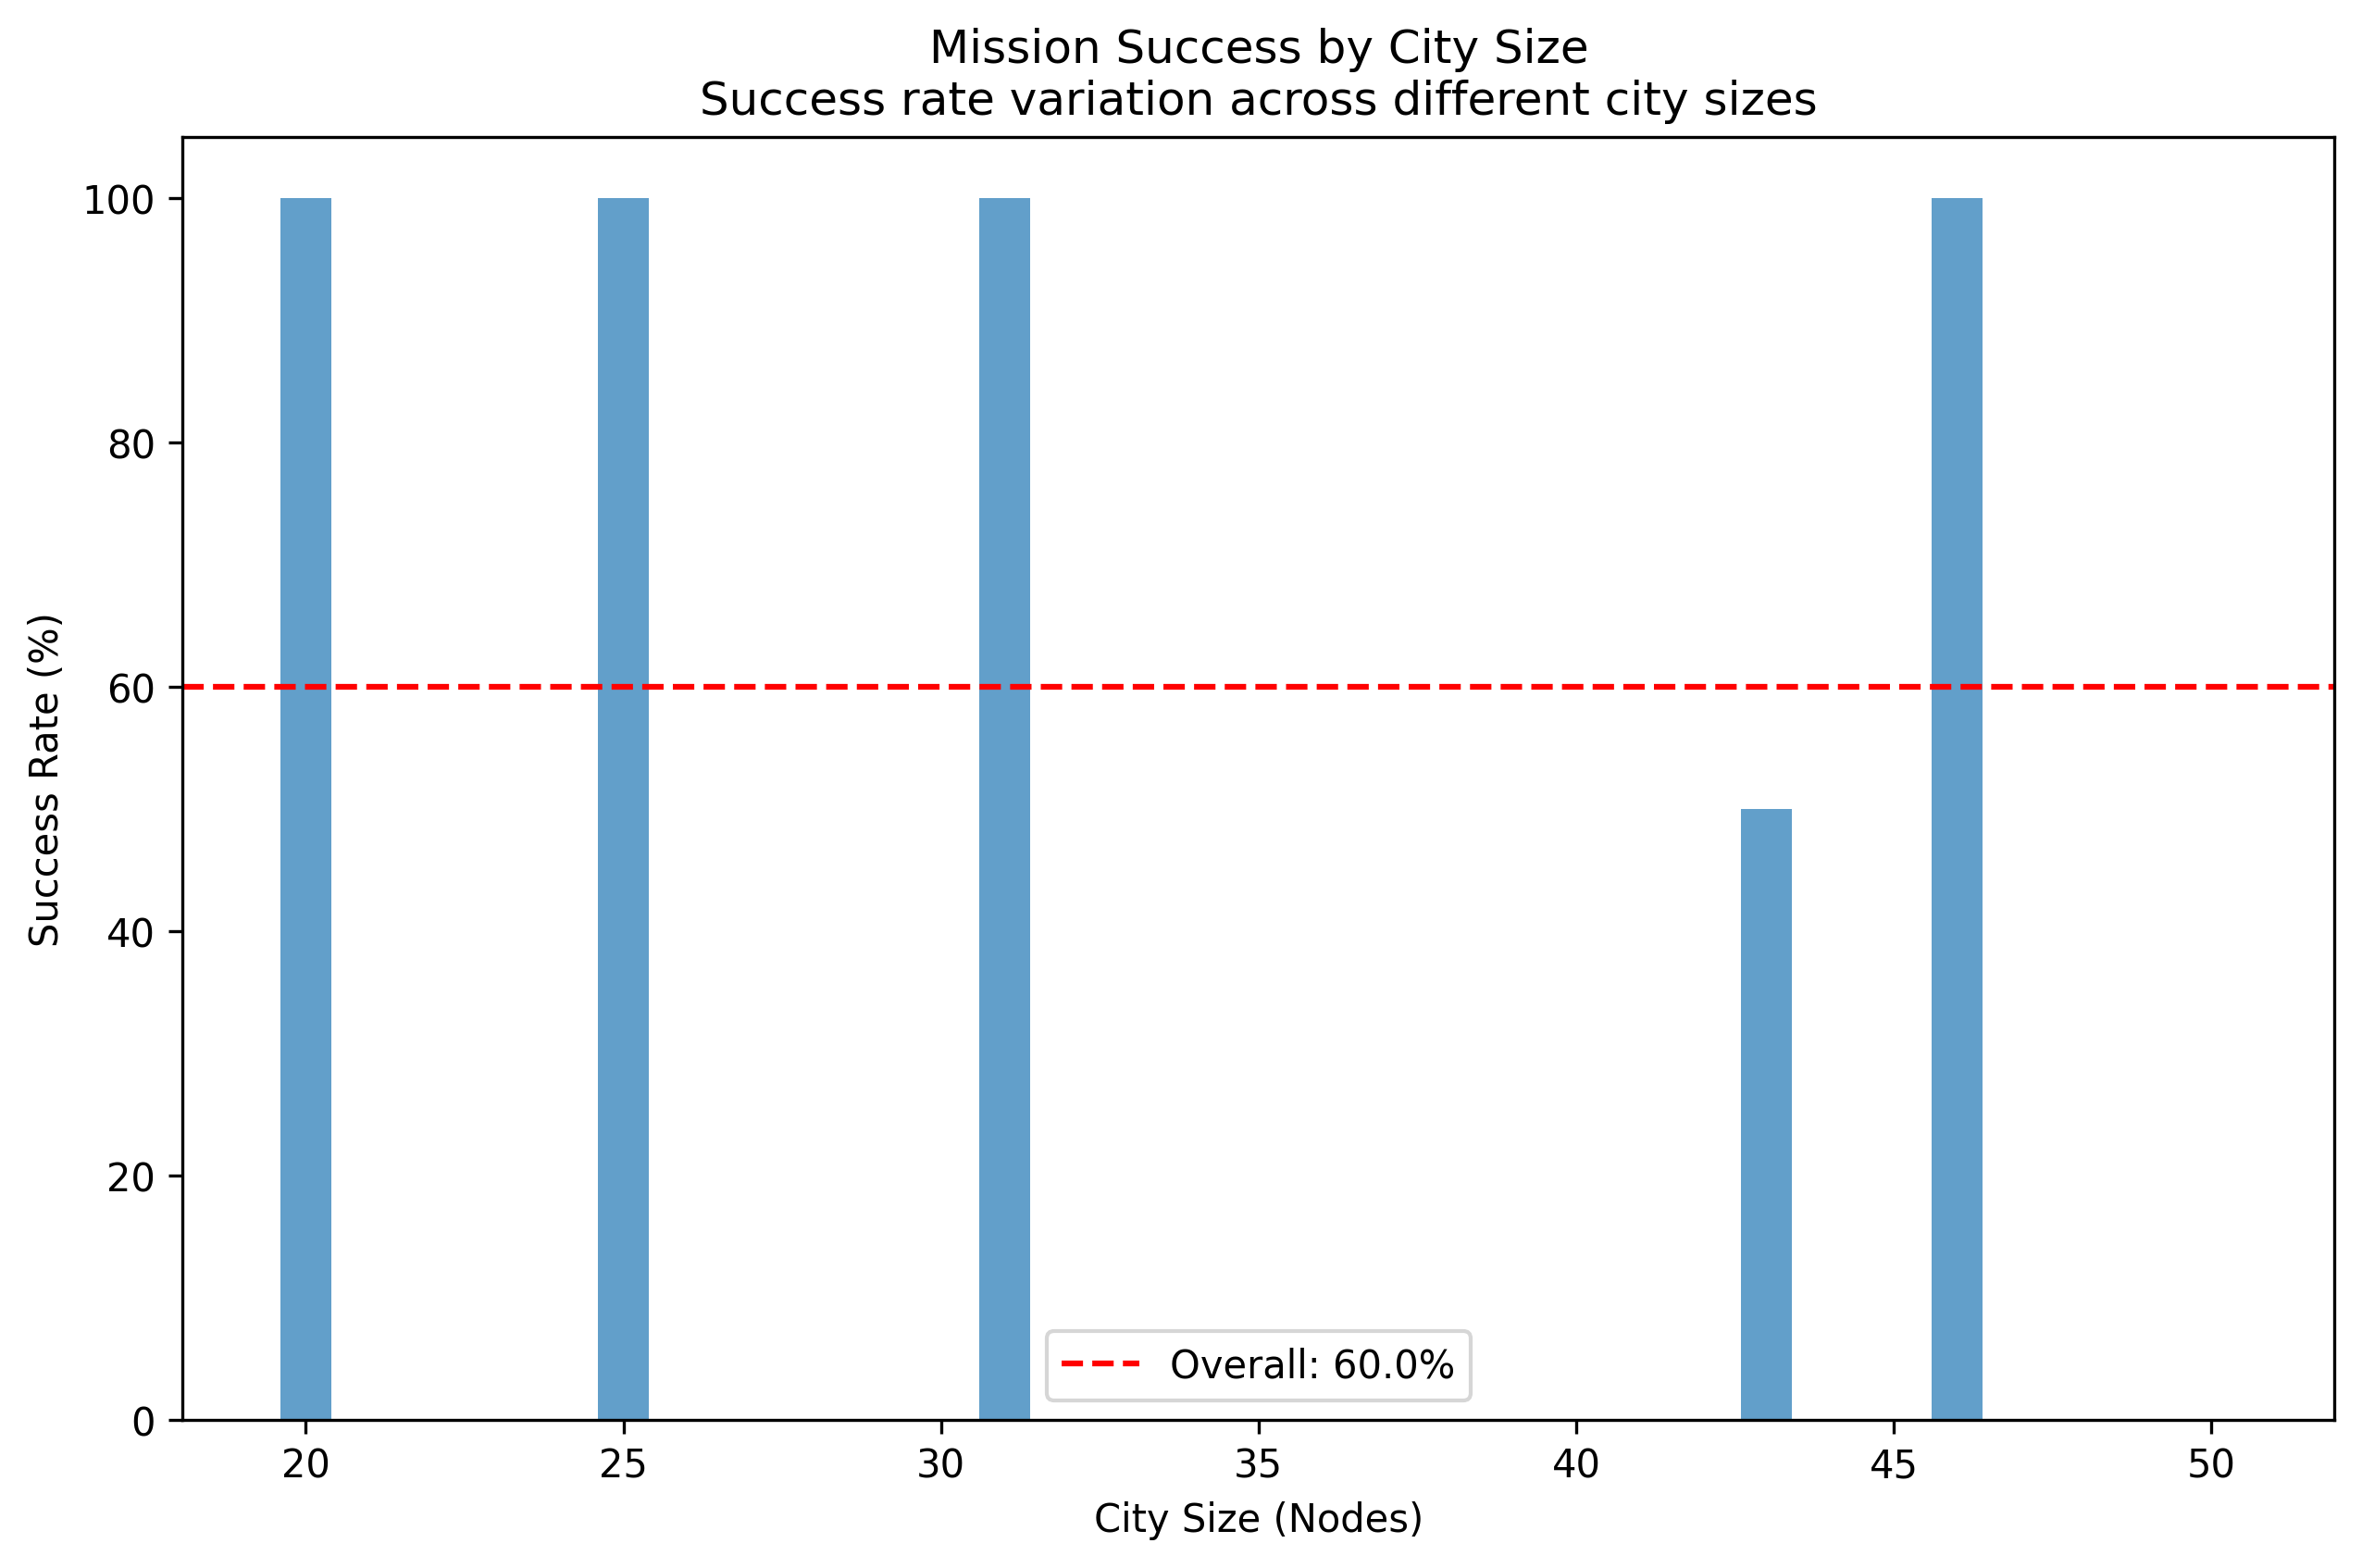 Mission Success by City Size
Success rate variation across different city sizes
Success Rate (%)
100
80
60
40
20
0
Overall: 60.0%
20 25 30 35 40 45 50
City Size (Nodes)